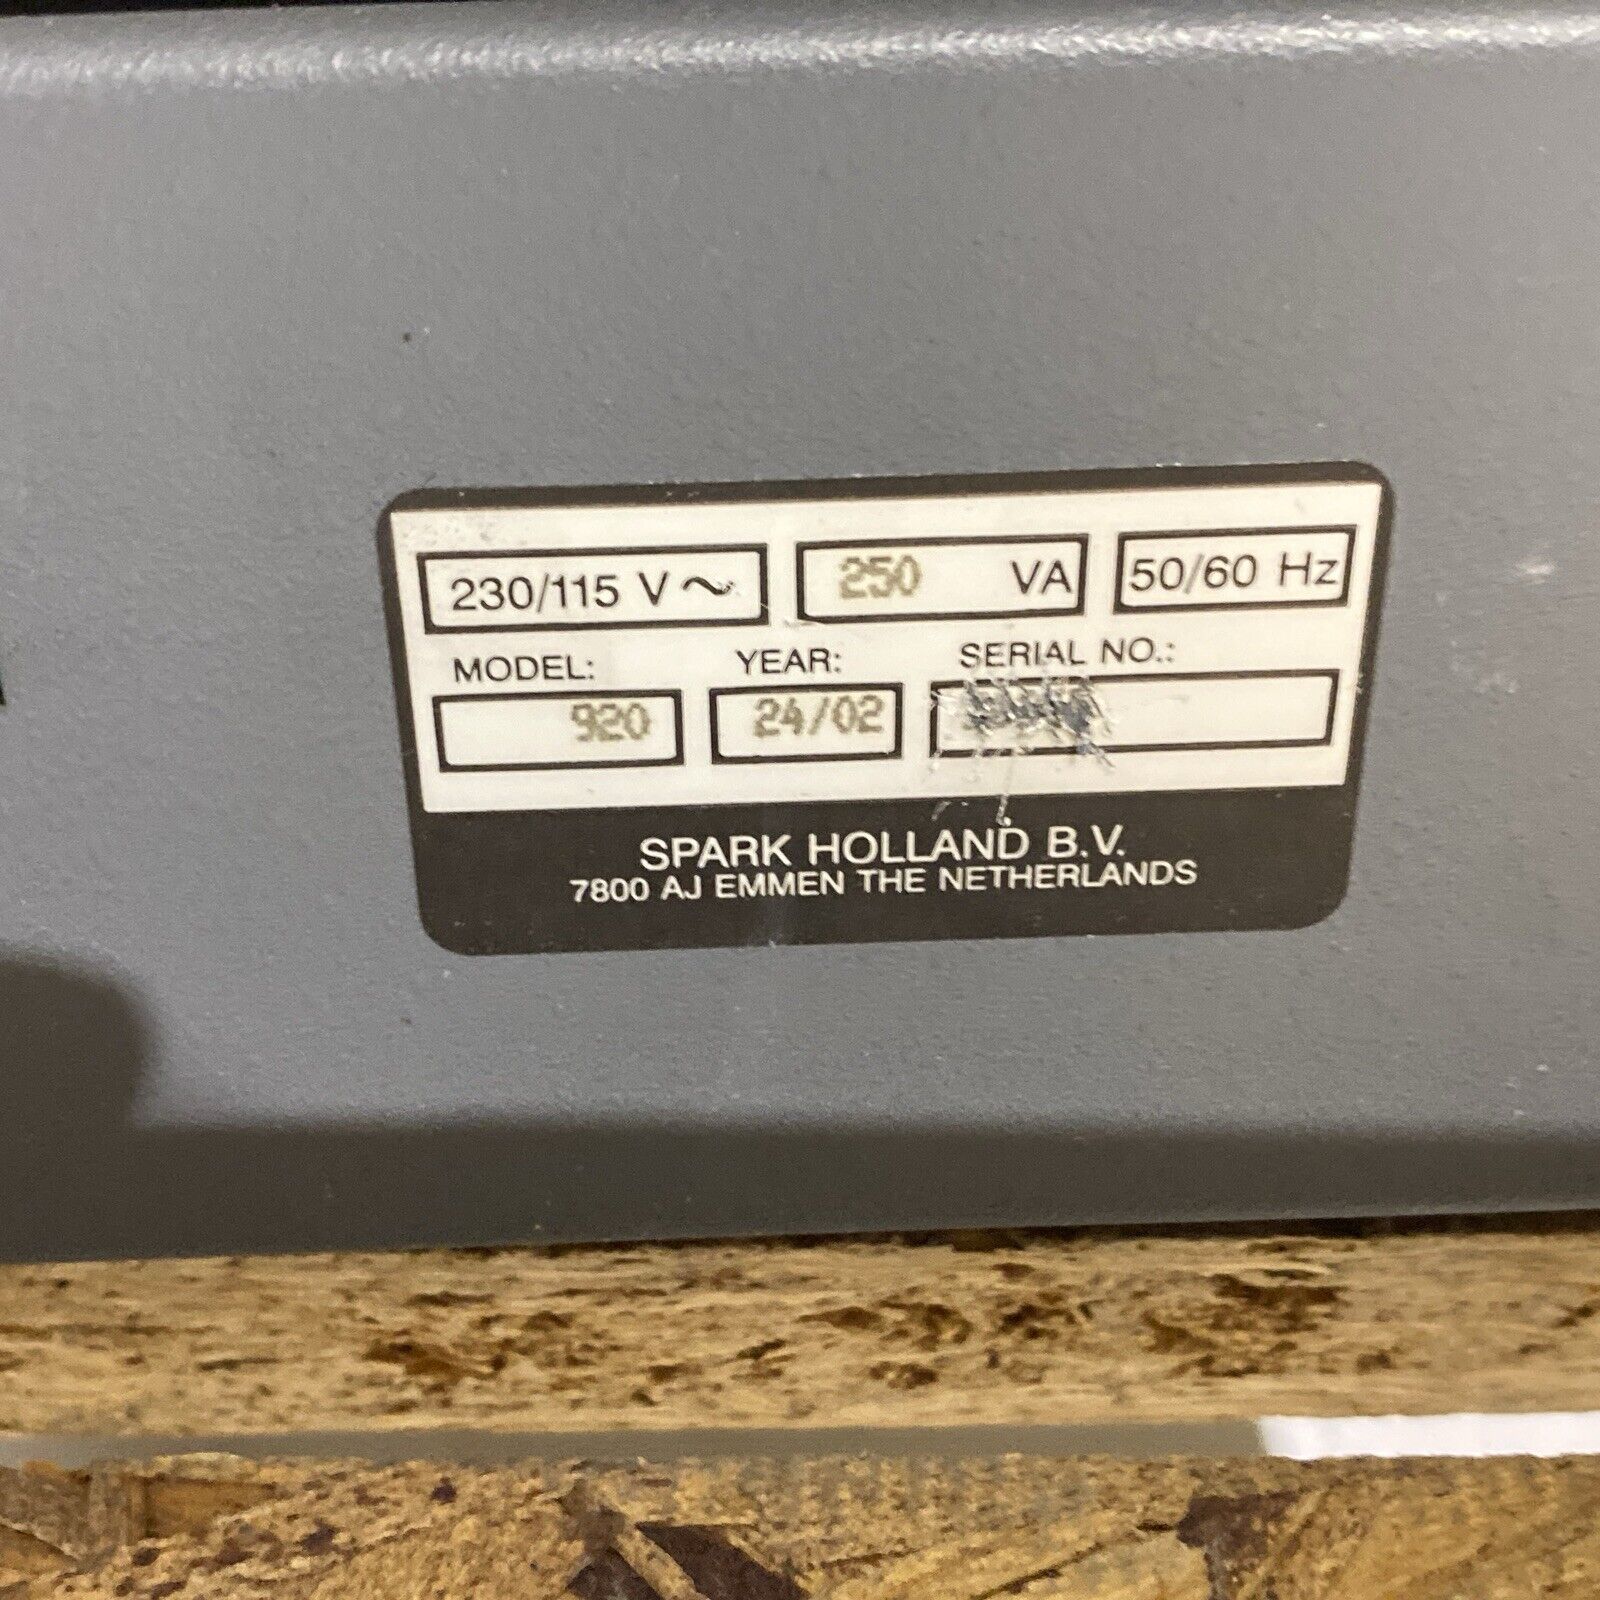 230/115 V ~ 250 VA 50/60 Hz
MODEL: YEAR: SERIAL NO.:
920 24/02
SPARK HOLLAND B.V.
7800 AJ EMMEN THE NETHERLANDS